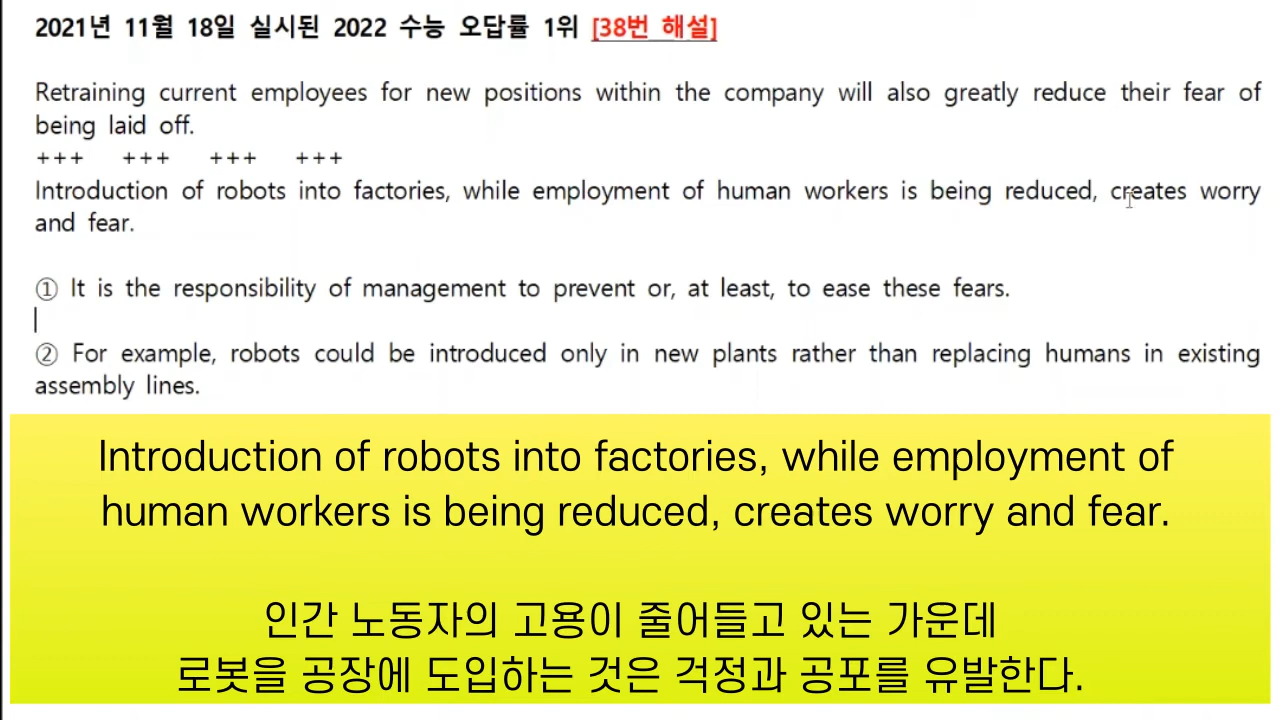 2021년 11월 18일 실시된 2022 수능 오답률 1위 [38번 해설]
Retraining current employees for new positions within the company will also greatly reduce their fear of
being laid off.
+++ +++ +++ +++
Introduction of robots into factories, while employment of human workers is being reduced, creates worry
and fear.
① It is the responsibility of management to prevent or, at least, to ease these fears.
② For example, robots could be introduced only in new plants rather than replacing humans in existing
assembly lines.
Introduction of robots into factories, while employment of
human workers is being reduced, creates worry and fear.
인간 노동자의 고용이 줄어들고 있는 가운데
로봇을 공장에 도입하는 것은 걱정과 공포를 유발한다.